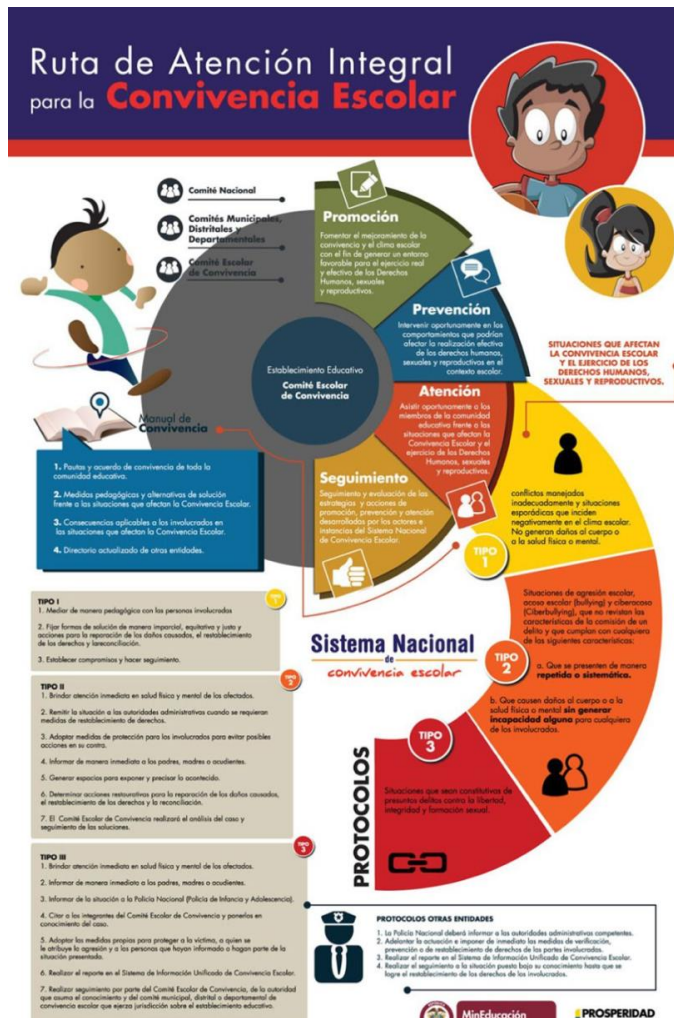 Ruta de Atención Integral
para la Convivencia Escolar
Comité Nacional
Comités Municipales,
Distritales y
Departamentales
Comité Escolar
de Convivencia
Promoción
Fomentar el mejoramiento de la
convivencia y el clima escolar
con el fin de generar un entorno
favorable para el ejercicio real
y efectivo de los Derechos
Humanos, sexuales
y reproductivos.
Prevención
Intervenir oportunamente en los
comportamientos que podrían
afectar la realización efectiva
de los derechos humanos,
sexuales y reproductivos en el
contexto escolar.
Establecimiento Educativo
Comité Escolar
de Convivencia
Atención
Asistir oportunamente a los
miembros de la comunidad
educativa frente a las
situaciones que afectan la
Convivencia Escolar y el
ejercicio de los Derechos
Humanos, sexuales
y reproductivos.
Seguimiento
Seguimiento y evaluación de las
estrategias y acciones de
promoción, prevención y atención
desarrollados por los actores e
instancias del Sistema Nacional
de Convivencia Escolar.
SITUACIONES QUE AFECTAN
LA CONVIVENCIA ESCOLAR
Y EL EJERCICIO DE LOS
DERECHOS HUMANOS,
SEXUALES Y REPRODUCTIVOS.
Manual de
Convivencia
1. Pautas y acuerdo de convivencia de toda la
comunidad educativa.
2. Medidas pedagógicas y alternativas de solución
frente a las situaciones que afectan la Convivencia Escolar.
3. Consecuencias aplicables a los involucrados en
las situaciones que afectan la Convivencia Escolar.
4. Directorio actualizado de otras entidades.
TIPO
1
conflictos manejados
inadecuadamente y situaciones
esporádicas que inciden
negativamente en el clima escolar.
No generan daños al cuerpo o
a la salud física o mental.
TIPO
2
Situaciones de agresión escolar,
acoso escolar (bullying) y ciberacoso
(Ciberbullying), que no revistan las
características de la comisión de un
delito y que cumplan con cualquiera
de las siguientes características:
a. Que se presenten de manera
repetida o sistemática.
b. Que causen daños al cuerpo o a la
salud física o mental sin generar
incapacidad alguna para cualquiera
de los involucrados.
TIPO
3
Situaciones que sean constitutivas de
presuntos delitos contra la libertad,
integridad y formación sexual.
PROTOCOLOS
Sistema Nacional
de
convivencia escolar
TIPO
1
TIPO I
1. Mediar de manera pedagógico con las personas involucrados
2. Fijar formas de solución de manera imparcial, equitativa y justo y
acciones para la reparación de los daños causados, el restablecimiento
de los derechos y lareconciliación.
3. Establecer compromisos y hacer seguimiento.
TIPO
2
TIPO II
1. Brindar atención inmediata en salud física y mental de los afectados.
2. Remitir la situación a las autoridades administrativas cuando se requieran
medidas de restablecimiento de derechos.
3. Adoptar medidas de protección para los involucrados para evitar posibles
acciones en su contra.
4. Informar de manera inmediata a los padres, madres o acudientes.
5. Generar espacios para exponer y precisar lo acontecido.
6. Determinar acciones restaurativas para la reparación de los daños causados,
el restablecimiento de los derechos y la reconciliación.
7. El Comité Escolar de Convivencia realizará el análisis del caso y
seguimiento de las soluciones.
TIPO
3
TIPO III
1. Brindar atención inmediata en salud física y mental de los afectados.
2. Informar de manera inmediata a los padres, madres o acudientes.
3. Informar de la situación a la Policía Nacional (Policía de Infancia y Adolescencia).
4. Citar a los integrantes del Comité Escolar de Convivencia y ponerlos en
conocimiento del caso.
5. Adoptar las medidas propias para proteger a la víctima, a quien se
le atribuye la agresión y a las personas que hayan informado o hagan parte de la
situación presentada.
6. Realizar el reporte en el Sistema de Información Unificado de Convivencia Escolar.
7. Realizar seguimiento por parte del Comité Escolar de Convivencia, de la autoridad
que asuma el conocimiento y del comité municipal, distrital o departamental de
convivencia escolar que ejerza jurisdicción sobre el establecimiento educativo.
PROTOCOLOS OTRAS ENTIDADES
1. La Policía Nacional deberá informar a las autoridades administrativas competentes.
2. Adelantar la actuación e imponer de inmediato las medidas de verificación,
prevención o de restablecimiento de derechos de las partes involucrados.
3. Realizar el reporte en el Sistema de Información Unificado de Convivencia Escolar.
4. Realizar el seguimiento a la situación puesta bajo su conocimiento hasta que se
logre el restablecimiento de los derechos de los involucrados.
MinEducación
PROSPERIDAD